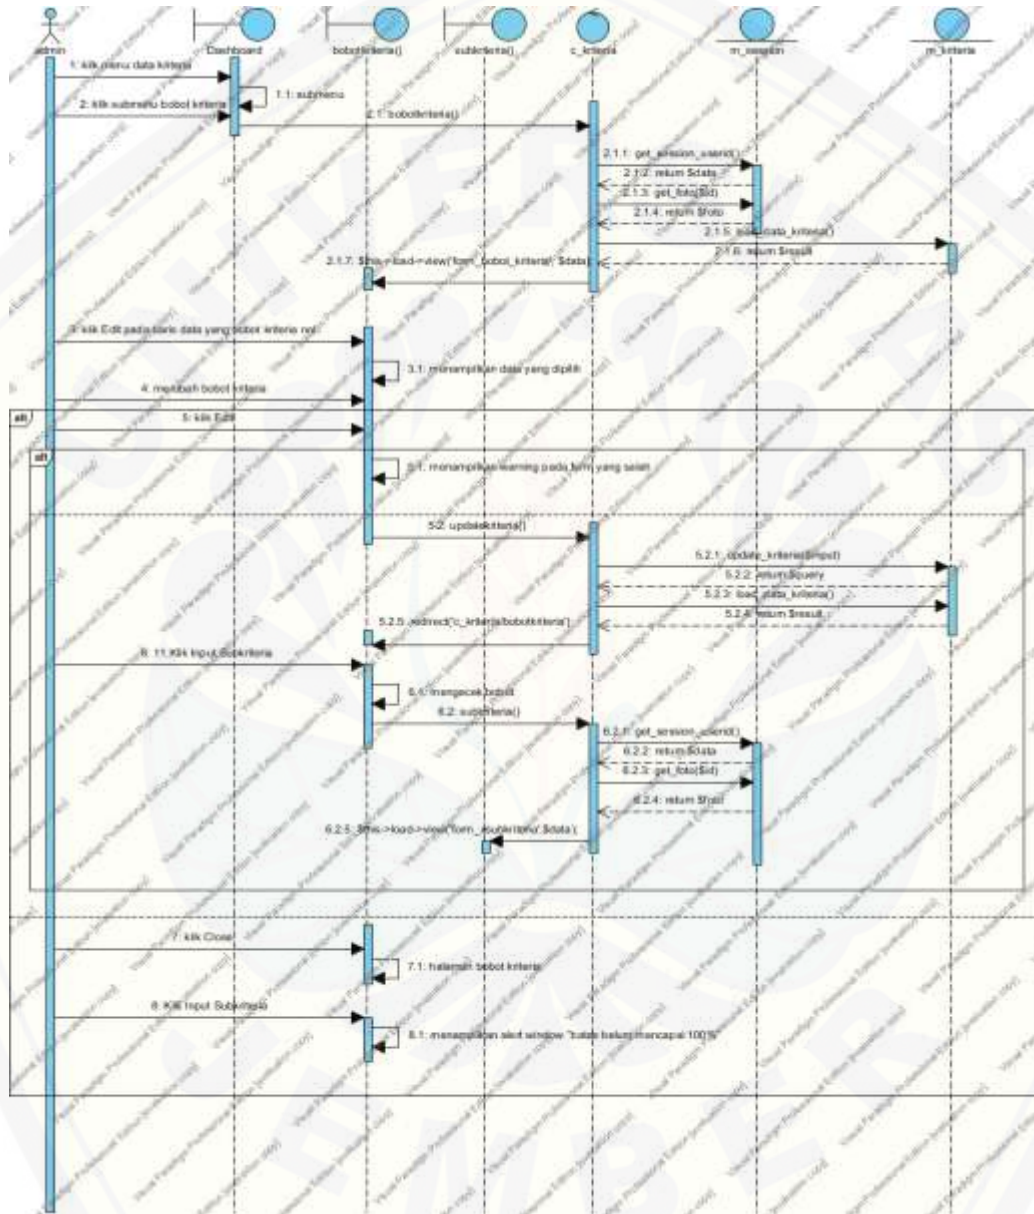 admin
Dashboard
bobotkriteria()
subkriteria()
c_kriteria
m_session
m_kriteria
1: klik menu data kriteria
1.1: submenu
2: klik submenu bobot kriteria
2.1: bobotkriteria()
2.1.1: get_session_userid()
2.1.2: return $data
2.1.3: get_foto($id)
2.1.4: return $foto
2.1.5: load_data_kriteria()
2.1.6: return $result
2.1.7: $this->load->view('form_bobot_kriteria', $data);
3: klik Edit pada baris data yang bobot kriteria nol
3.1: menampilkan data yang dipilih
4: merubah bobot kriteria
alt
5: klik Edit
alt
5.1: menampilkan warning pada form yang salah
5.2: updatekriteria()
5.2.1: update_kriteria($input)
5.2.2: return $query
5.2.3: load_data_kriteria()
5.2.4: return $result
5.2.5: redirect('c_kriteria/bobotkriteria')
6: 11.Klik Input Subkriteria
6.1: mengecek bobot
6.2: subkriteria()
6.2.1: get_session_userid()
6.2.2: return $data
6.2.3: get_foto($id)
6.2.4: return $foto
6.2.5: $this->load->view('form_subkriteria',$data);
7: klik Close
7.1: halaman bobot kriteria
8: Klik Input Subkriteria
8.1: menampilkan alert window "bobot belum mencapai 100%"